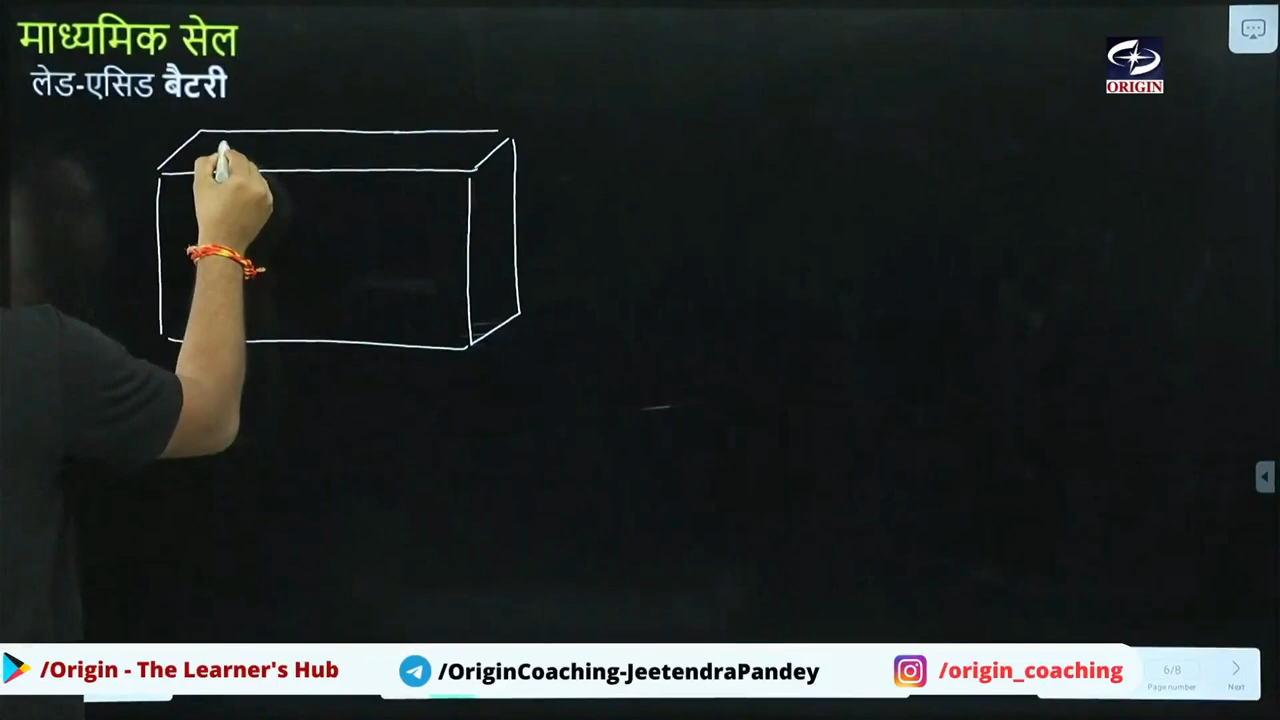 माध्यमिक सेल
लेड-एसिड बैटरी
ORIGIN
/Origin - The Learner's Hub
/OriginCoaching-JeetendraPandey
/origin_coaching
6/8
Page number
Next